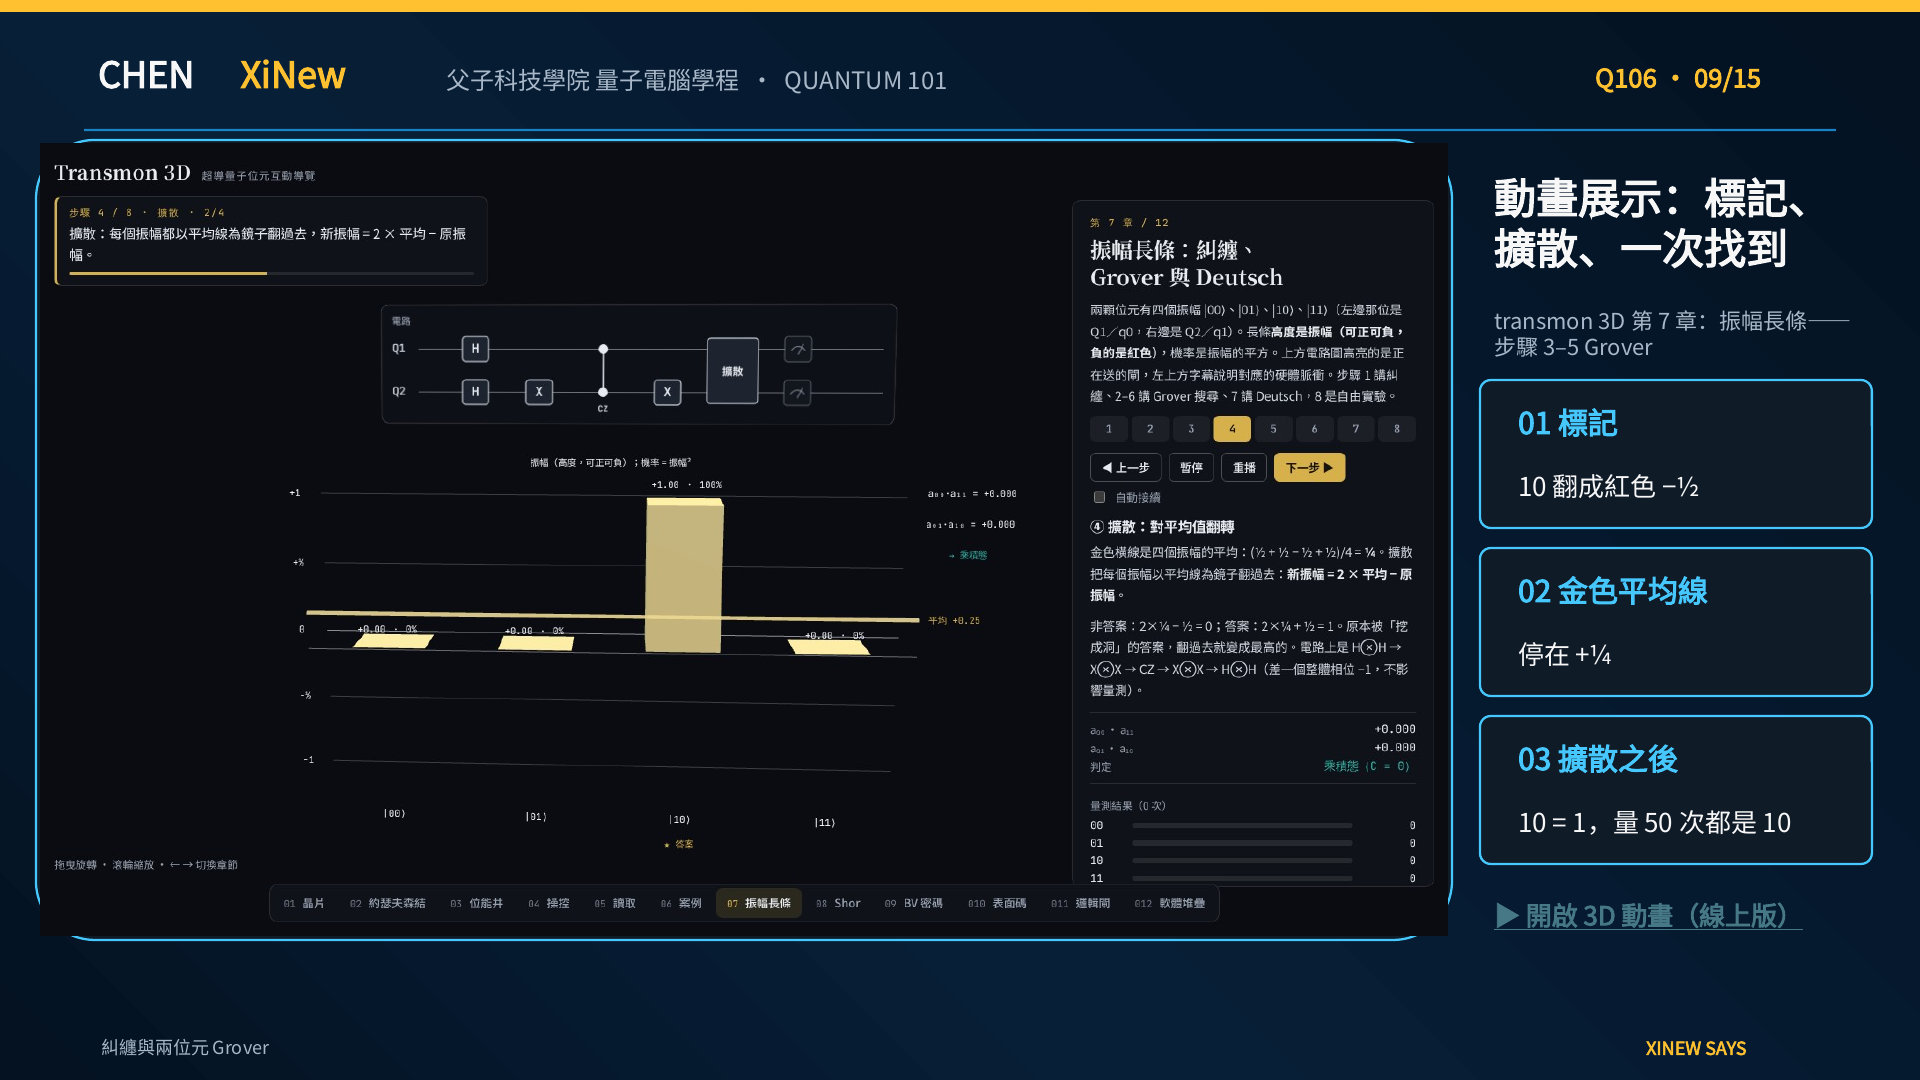 CHEN XiNew 父子科技學院 量子電腦學程 • QUANTUM 101 Q106 • 09/15
Transmon 3D 超導量子位元互動導覽
步驟 4 / 8 · 擴散 · 2/4
擴散：每個振幅都以平均線為鏡子翻過去，新振幅 = 2 × 平均 − 原振
幅。
電路
Q1 H
Q2 H X CZ X 擴散
振幅（高度，可正可負）；機率 = 振幅²
+1
+½
0
-½
-1
+0.00 · 0%
+0.00 · 0%
+1.00 · 100%
+0.00 · 0%
a₀₀·a₁₁ = +0.000
a₀₁·a₁₀ = +0.000
→ 乘積態
平均 +0.25
|00⟩ |01⟩ |10⟩ |11⟩
★ 答案
拖曳旋轉 · 滾輪縮放 · ←→ 切換章節
第 7 章 / 12
振幅長條：糾纏、
Grover 與 Deutsch
兩顆位元有四個振幅 |00⟩、|01⟩、|10⟩、|11⟩（左邊那位是
Q1／q0，右邊是 Q2／q1）。長條高度是振幅（可正可負，
負的是紅色），機率是振幅的平方。上方電路圖高亮的是正
在送的閘，左上方字幕說明對應的硬體脈衝。步驟 1 講糾
纏、2–6 講 Grover 搜尋、7 講 Deutsch，8 是自由實驗。
1 2 3 4 5 6 7 8
◀ 上一步 暫停 重播 下一步 ▶
自動接續
④ 擴散：對平均值翻轉
金色橫線是四個振幅的平均：(½ + ½ − ½ + ½)/4 = ¼。擴散
把每個振幅以平均線為鏡子翻過去：新振幅 = 2 × 平均 − 原
振幅。
非答案：2×¼ − ½ = 0；答案：2×¼ + ½ = 1。原本被「挖
成洞」的答案，翻過去就變成最高的。電路上是 H⊗H →
X⊗X → CZ → X⊗X → H⊗H（差一個整體相位 −1，不影
響量測）。
a₀₀ · a₁₁ +0.000
a₀₁ · a₁₀ +0.000
判定 乘積態 (C = 0)
量測結果（0 次）
00 0
01 0
10 0
11 0
01 晶片 02 約瑟夫森結 03 位能井 04 操控 05 讀取 06 案例 07 振幅長條 08 Shor 09 BV 密碼 010 表面碼 011 邏輯閘 012 軟體堆疊
動畫展示：標記、
擴散、一次找到
transmon 3D 第 7 章：振幅長條——
步驟 3–5 Grover
01 標記
10 翻成紅色 −½
02 金色平均線
停在 +¼
03 擴散之後
10 = 1，量 50 次都是 10
▶ 開啟 3D 動畫（線上版）
糾纏與兩位元 Grover
XINEW SAYS